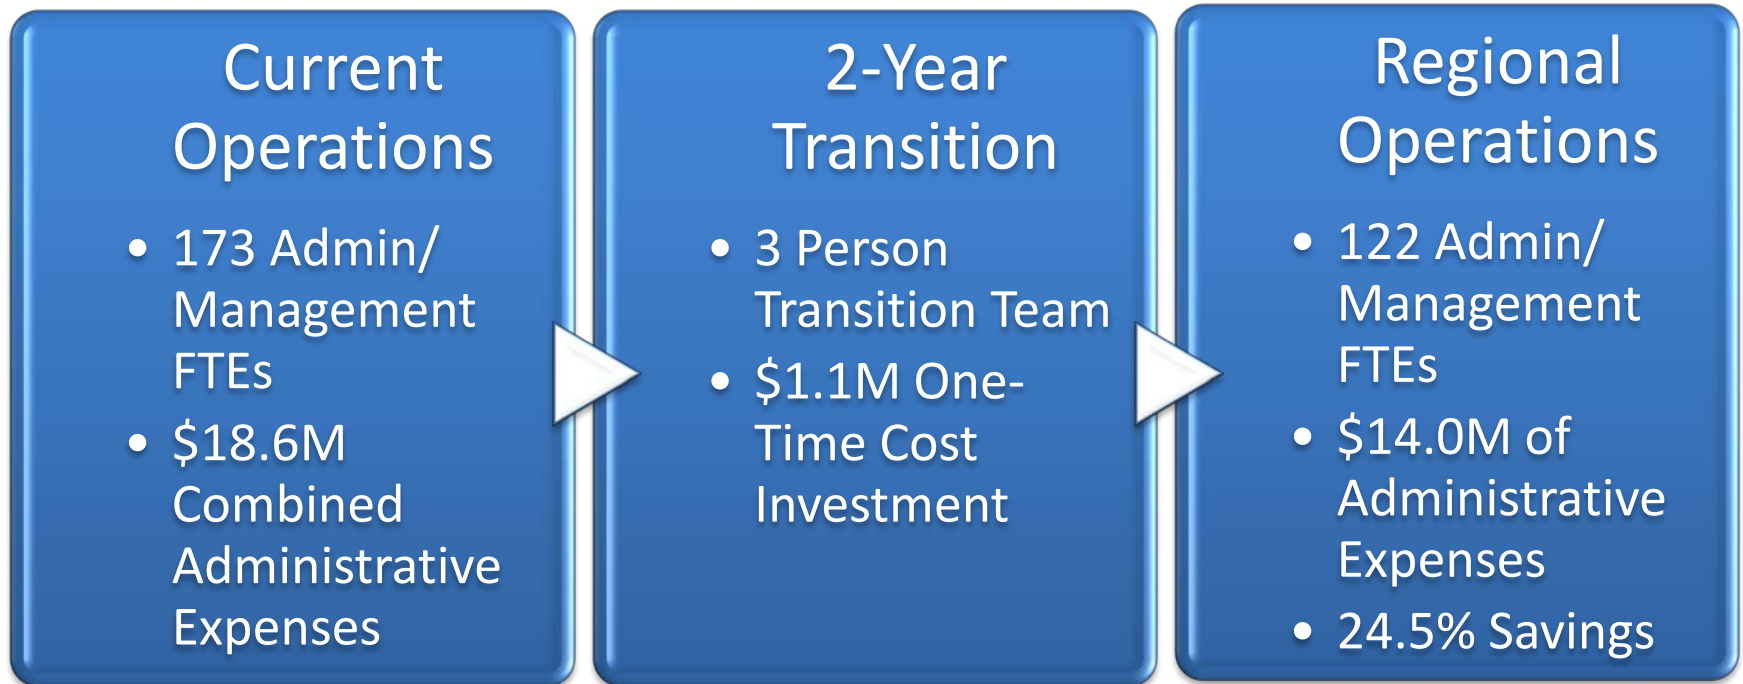 Current
Operations
• 173 Admin/
Management
FTEs
• $18.6M
Combined
Administrative
Expenses
2-Year
Transition
• 3 Person
Transition Team
• $1.1M One-
Time Cost
Investment
Regional
Operations
• 122 Admin/
Management
FTEs
• $14.0M of
Administrative
Expenses
• 24.5% Savings